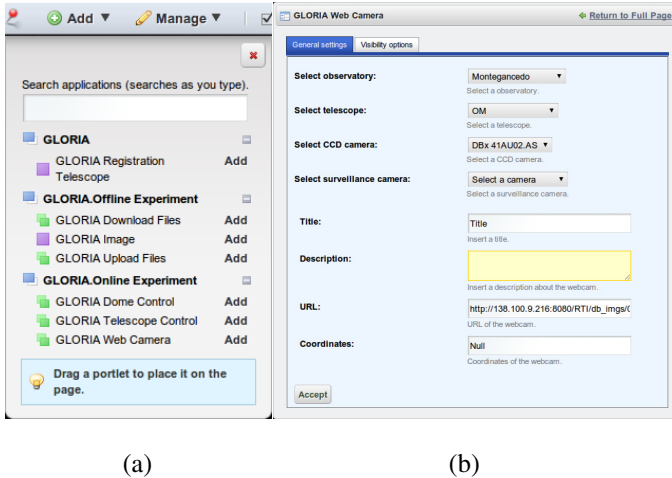 Add ▼ Manage ▼
Search applications (searches as you type).
GLORIA
GLORIA Registration Telescope Add
GLORIA.Offline Experiment
GLORIA Download Files Add
GLORIA Image Add
GLORIA Upload Files Add
GLORIA.Online Experiment
GLORIA Dome Control Add
GLORIA Telescope Control Add
GLORIA Web Camera Add
Drag a portlet to place it on the
page.
(a)
GLORIA Web Camera Return to Full Page
General settings Visibility options
Select observatory: Montegancedo
Select a observatory.
Select telescope: OM
Select a telescope.
Select CCD camera: DBx 41AU02.AS
Select a CCD camera.
Select surveillance camera: Select a camera
Select a surveillance camera.
Title: Title
Insert a title.
Description:
Insert a description about the webcam.
URL: http://138.100.9.216:8080/RTI/db_imgs/
URL of the webcam.
Coordinates: Null
Coordinates of the webcam.
Accept
(b)